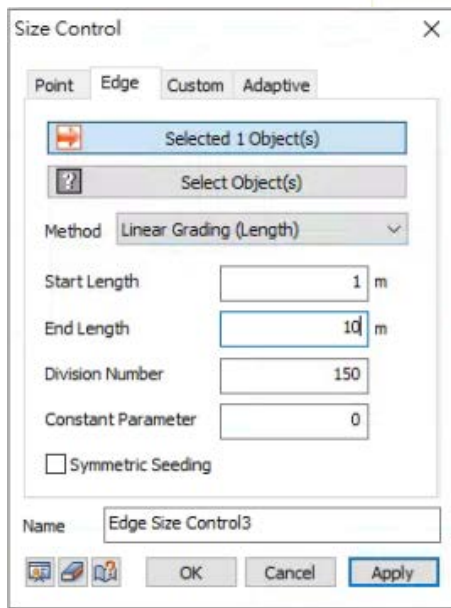 Size Control
Point Edge Custom Adaptive
Selected 1 Object(s)
Select Object(s)
Method Linear Grading (Length)
Start Length 1 m
End Length 10 m
Division Number 150
Constant Parameter 0
Symmetric Seeding
Name Edge Size Control3
OK Cancel Apply